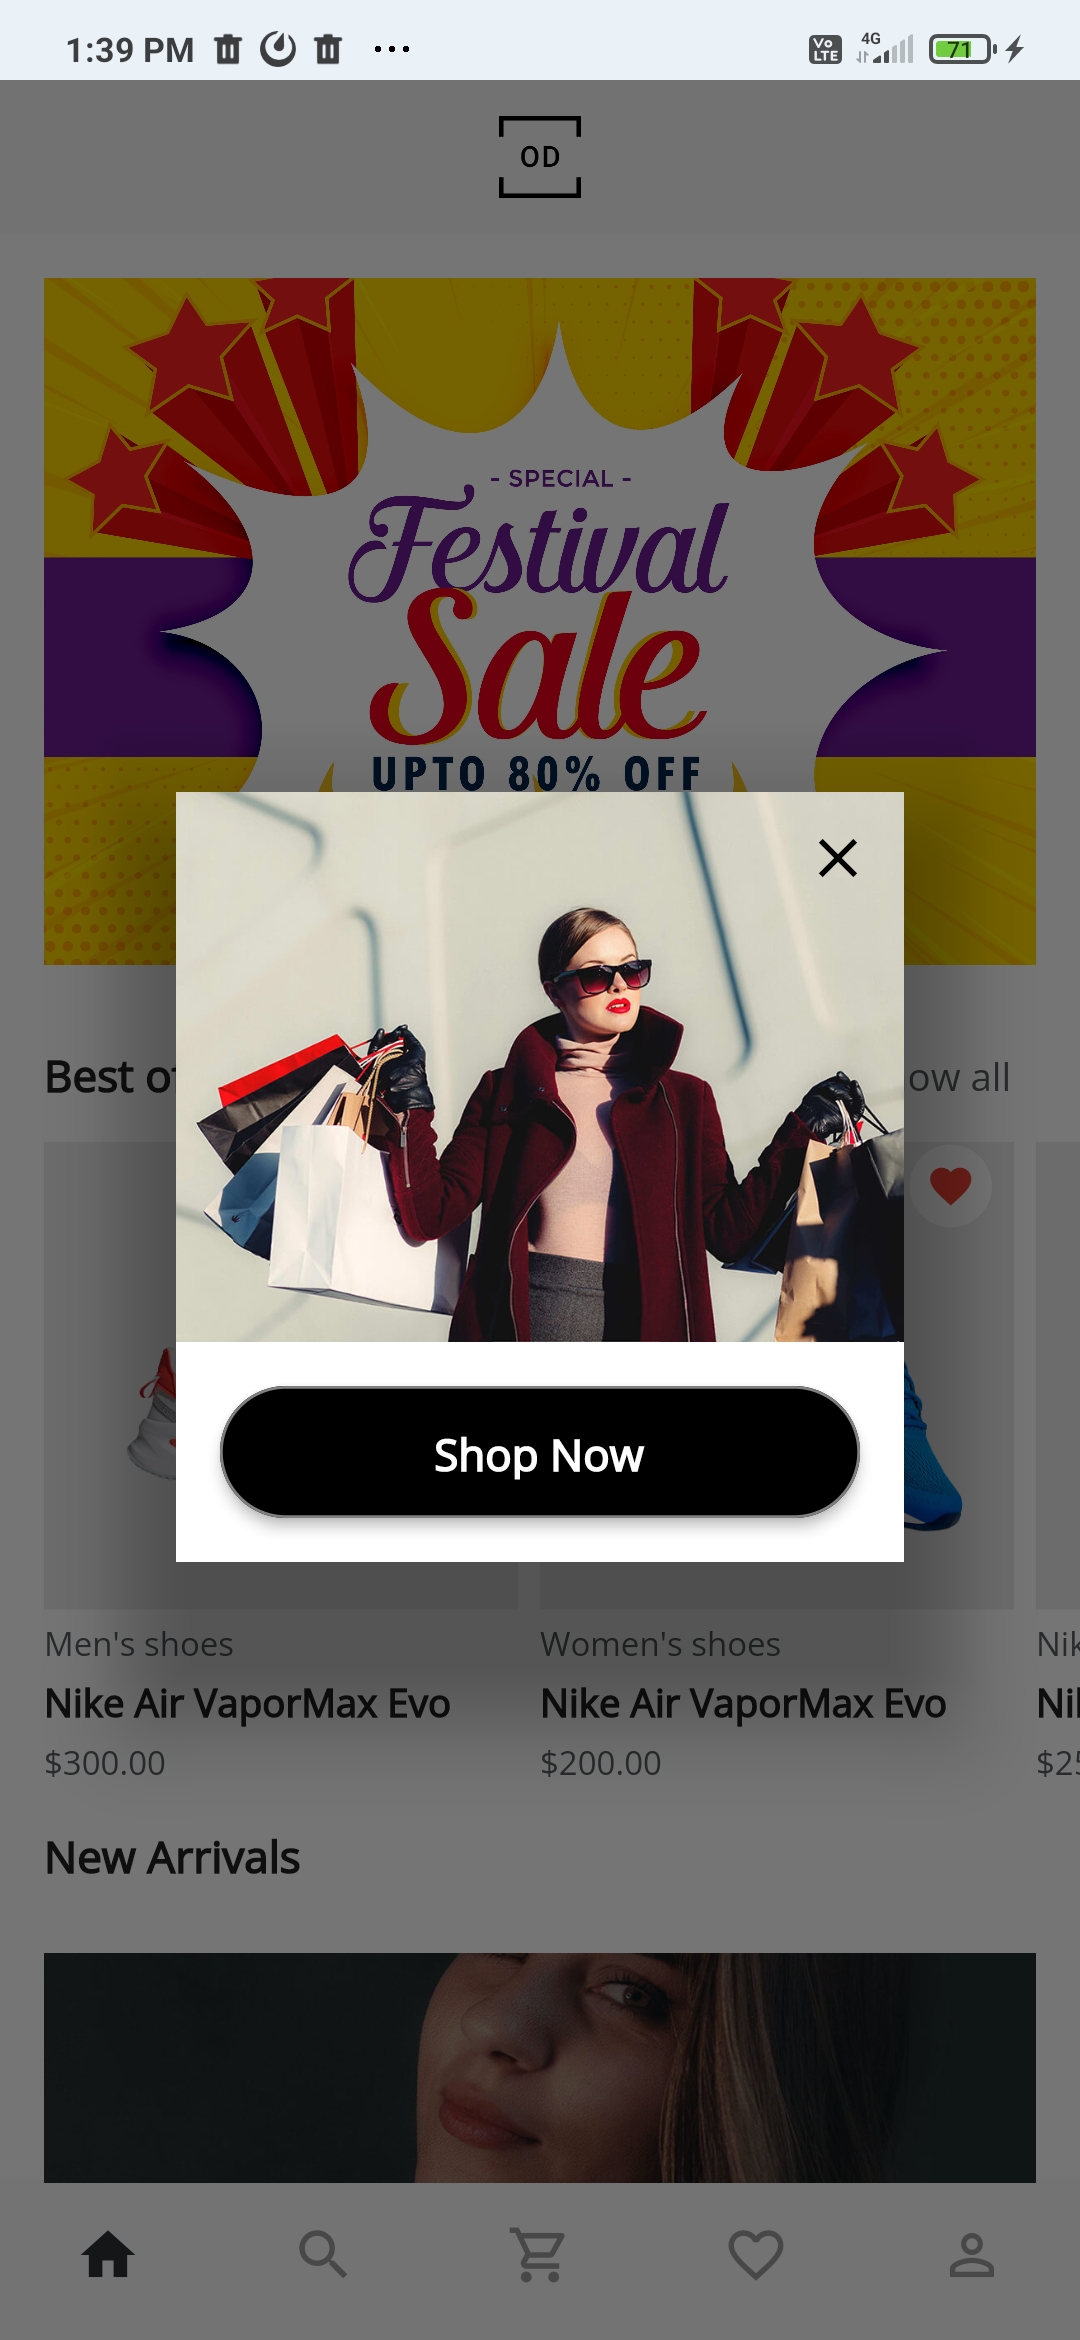 1:39 PM
Vo
LTE
4G
71
OD
- SPECIAL -
Festival
Sale
UPTO 80% OFF
Best of
ow all
Shop Now
Men's shoes
Women's shoes
Nik
Nike Air VaporMax Evo
Nike Air VaporMax Evo
Nil
$300.00
$200.00
$25
New Arrivals